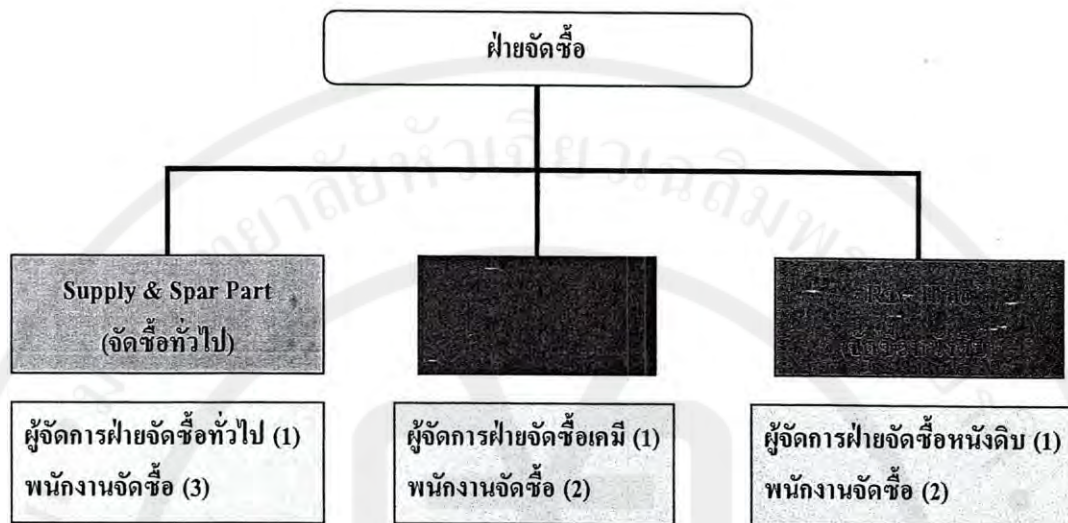 ฝ่ายจัดซื้อ
Supply & Spar Part
(จัดซื้อทั่วไป)
ผู้จัดการฝ่ายจัดซื้อทั่วไป (1)
พนักงานจัดซื้อ (3)
ผู้จัดการฝ่ายจัดซื้อเคมี (1)
พนักงานจัดซื้อ (2)
ผู้จัดการฝ่ายจัดซื้อหนังดิบ (1)
พนักงานจัดซื้อ (2)